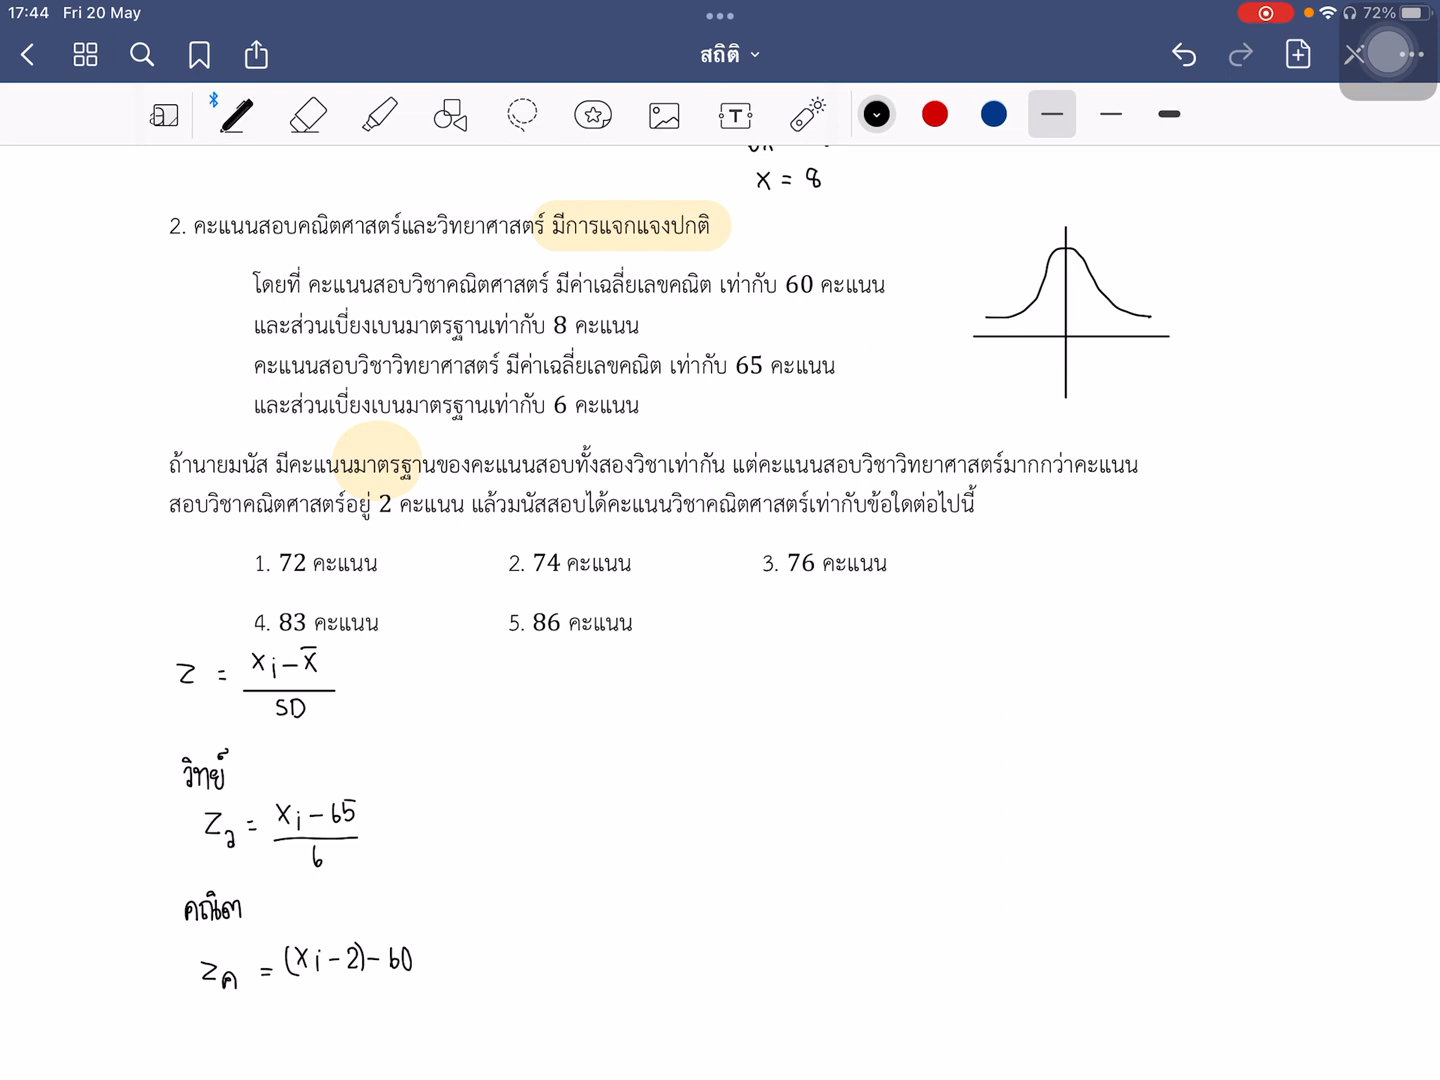 17:44 Fri 20 May
72%
สถิติ
x = 8
2. คะแนนสอบคณิตศาสตร์และวิทยาศาสตร์ มีการแจกแจงปกติ
โดยที่ คะแนนสอบวิชาคณิตศาสตร์ มีค่าเฉลี่ยเลขคณิต เท่ากับ 60 คะแนน
และส่วนเบี่ยงเบนมาตรฐานเท่ากับ 8 คะแนน
คะแนนสอบวิชาวิทยาศาสตร์ มีค่าเฉลี่ยเลขคณิต เท่ากับ 65 คะแนน
และส่วนเบี่ยงเบนมาตรฐานเท่ากับ 6 คะแนน
ถ้านายมนัส มีคะแนนมาตรฐานของคะแนนสอบทั้งสองวิชาเท่ากัน แต่คะแนนสอบวิชาวิทยาศาสตร์มากกว่าคะแนน
สอบวิชาคณิตศาสตร์อยู่ 2 คะแนน แล้วมนัสสอบได้คะแนนวิชาคณิตศาสตร์เท่ากับข้อใดต่อไปนี้
1. 72 คะแนน 2. 74 คะแนน 3. 76 คะแนน
4. 83 คะแนน 5. 86 คะแนน
z = xi – x̄
SD
วิทย์
Zว = xi – 65
6
คณิต
Zค = (xi – 2) – 60